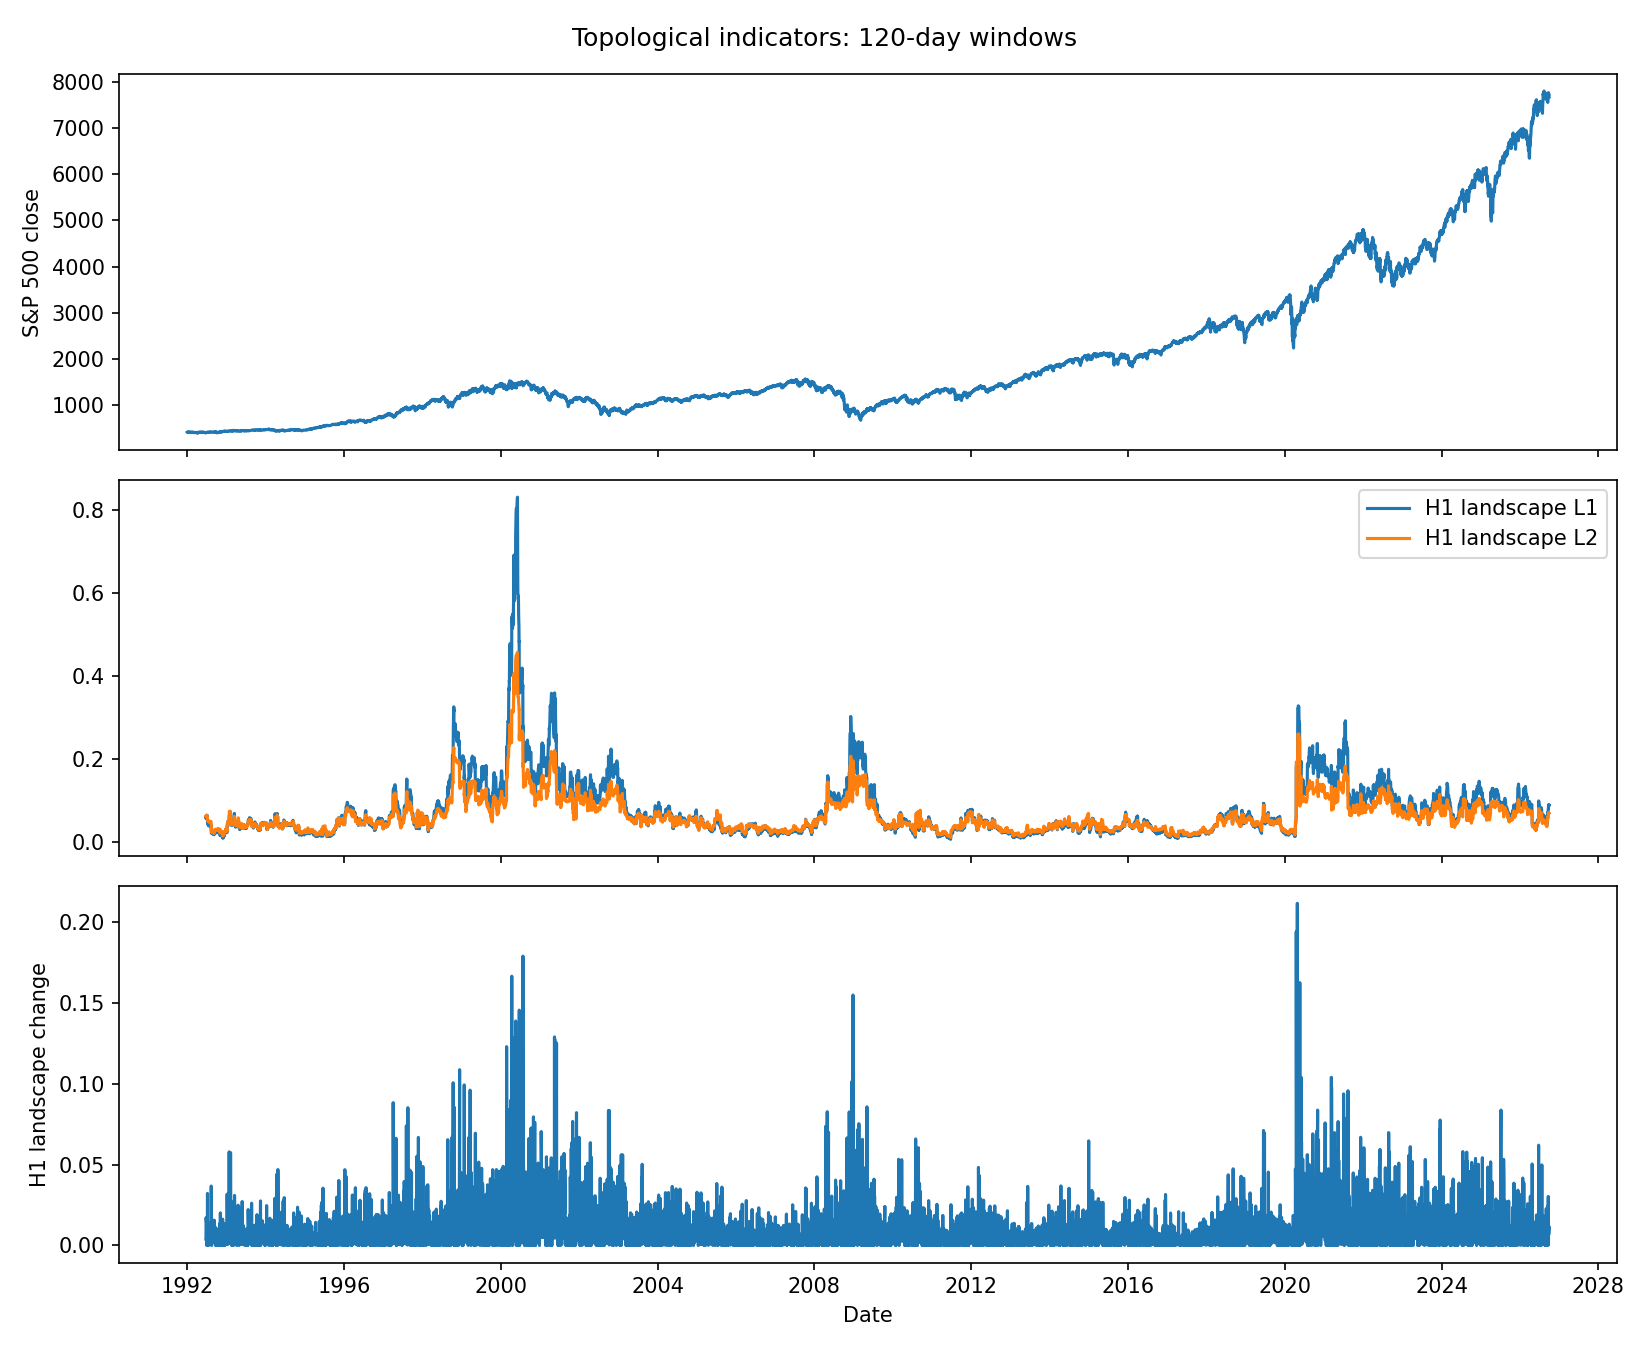 Topological indicators: 120-day windows
8000
7000
6000
5000
4000
3000
2000
1000
S&P 500 close
0.8
0.6
0.4
0.2
0.0
H1 landscape L1
H1 landscape L2
0.20
0.15
0.10
0.05
0.00
H1 landscape change
1992 1996 2000 2004 2008 2012 2016 2020 2024 2028
Date